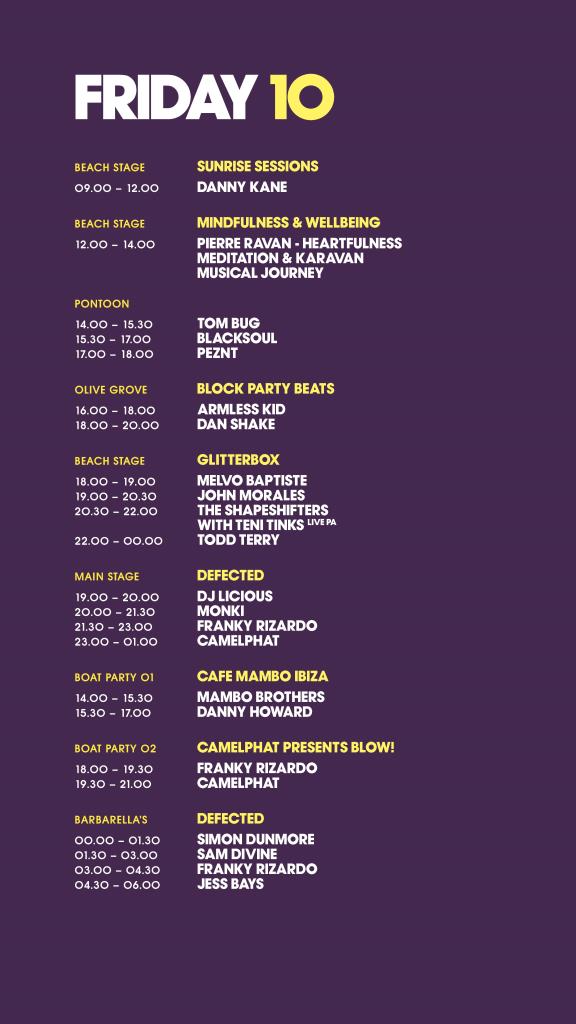 FRIDAY 10
BEACH STAGE SUNRISE SESSIONS
09.00 – 12.00 DANNY KANE
BEACH STAGE MINDFULNESS & WELLBEING
12.00 – 14.00 PIERRE RAVAN - HEARTFULNESS
MEDITATION & KARAVAN
MUSICAL JOURNEY
PONTOON
14.00 – 15.30 TOM BUG
15.30 – 17.00 BLACKSOUL
17.00 – 18.00 PEZNT
OLIVE GROVE BLOCK PARTY BEATS
16.00 – 18.00 ARMLESS KID
18.00 – 20.00 DAN SHAKE
BEACH STAGE GLITTERBOX
18.00 – 19.00 MELVO BAPTISTE
19.00 – 20.30 JOHN MORALES
20.30 – 22.00 THE SHAPESHIFTERS
WITH TENI TINKS LIVE PA
22.00 – 00.00 TODD TERRY
MAIN STAGE DEFECTED
19.00 – 20.00 DJ LICIOUS
20.00 – 21.30 MONKI
21.30 – 23.00 FRANKY RIZARDO
23.00 – 01.00 CAMELPHAT
BOAT PARTY 01 CAFE MAMBO IBIZA
14.00 – 15.30 MAMBO BROTHERS
15.30 – 17.00 DANNY HOWARD
BOAT PARTY 02 CAMELPHAT PRESENTS BLOW!
18.00 – 19.30 FRANKY RIZARDO
19.30 – 21.00 CAMELPHAT
BARBARELLA'S DEFECTED
00.00 – 01.30 SIMON DUNMORE
01.30 – 03.00 SAM DIVINE
03.00 – 04.30 FRANKY RIZARDO
04.30 – 06.00 JESS BAYS